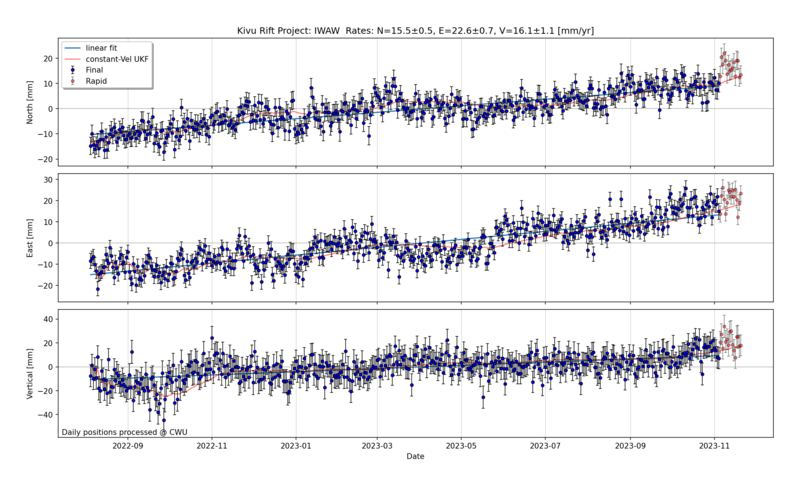 Kivu Rift Project: IWAW Rates: N=15.5±0.5, E=22.6±0.7, V=16.1±1.1 [mm/yr]
linear fit
constant-Vel UKF
Final
Rapid
North [mm]
20
10
0
−10
−20
East [mm]
30
20
10
0
−10
−20
Vertical [mm]
40
20
0
−20
−40
Daily positions processed @ CWU
2022-09
2022-11
2023-01
2023-03
2023-05
2023-07
2023-09
2023-11
Date